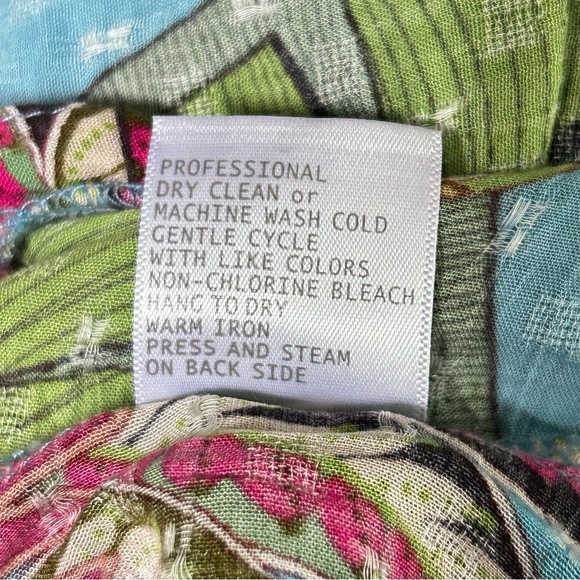 PROFESSIONAL
DRY CLEAN or
MACHINE WASH COLD
GENTLE CYCLE
WITH LIKE COLORS
NON-CHLORINE BLEACH
HANG TO DRY
WARM IRON
PRESS AND STEAM
ON BACK SIDE